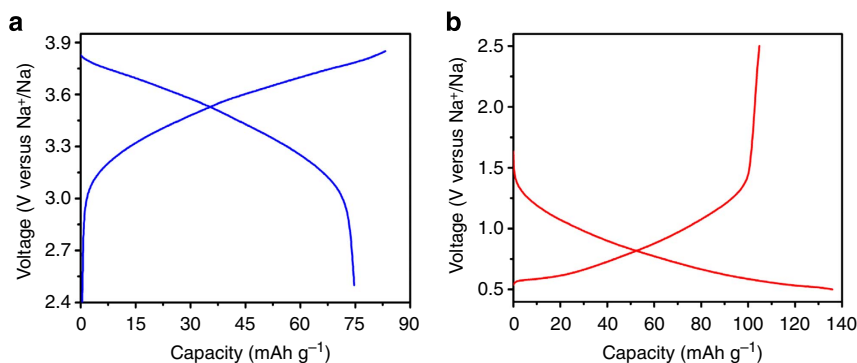 a
3.9
3.6
3.3
3.0
2.7
2.4
Voltage (V versus Na⁺/Na)
0 15 30 45 60 75 90
Capacity (mAh g⁻¹)
b
2.5
2.0
1.5
1.0
0.5
Voltage (V versus Na⁺/Na)
0 20 40 60 80 100 120 140
Capacity (mAh g⁻¹)